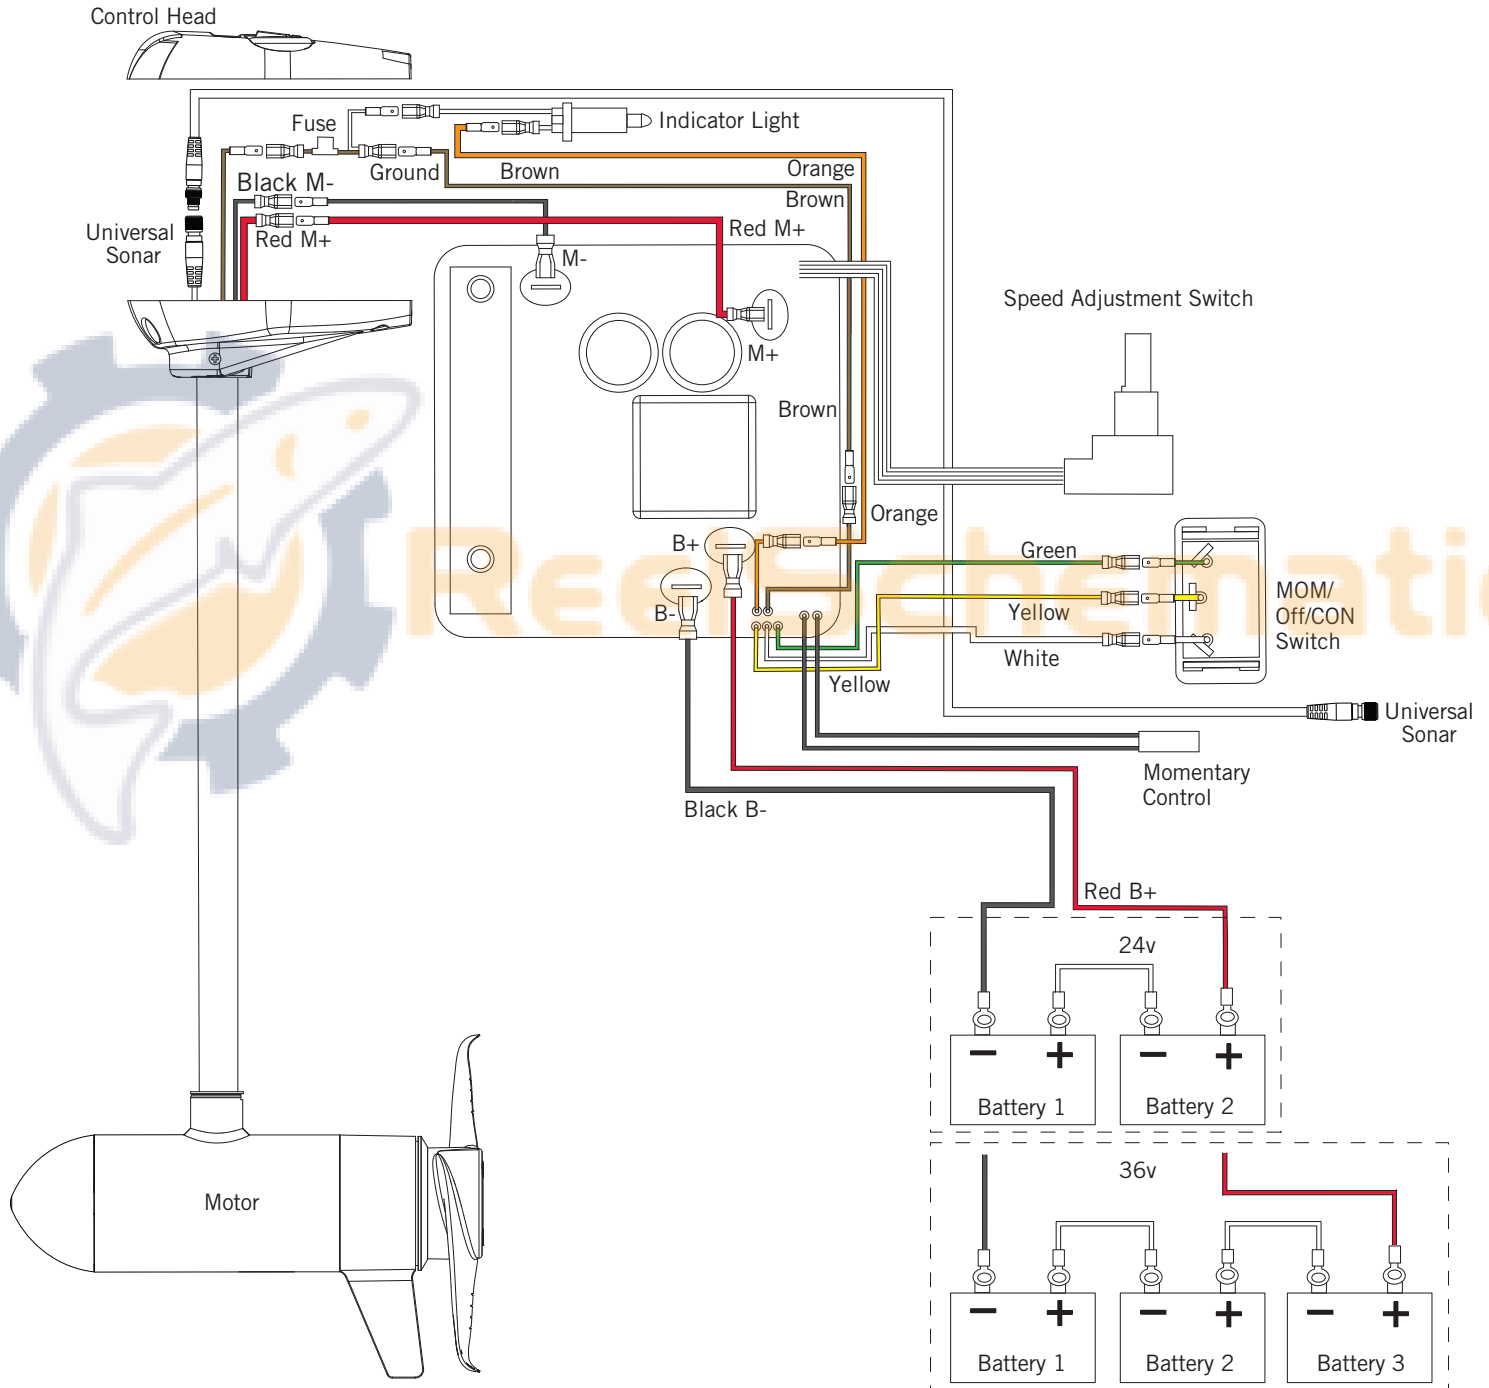 Control Head
Indicator Light
Fuse
Ground
Brown
Orange
Brown
Black M-
Red M+
Red M+
Universal
Sonar
M-
M+
Speed Adjustment Switch
Brown
Orange
B+
B-
Green
Yellow
White
Yellow
MOM/
Off/CON
Switch
ReelSchemati
Universal
Sonar
Momentary
Control
Black B-
Red B+
24v
− + − +
Battery 1
Battery 2
Motor
36v
− + − + − +
Battery 1
Battery 2
Battery 3